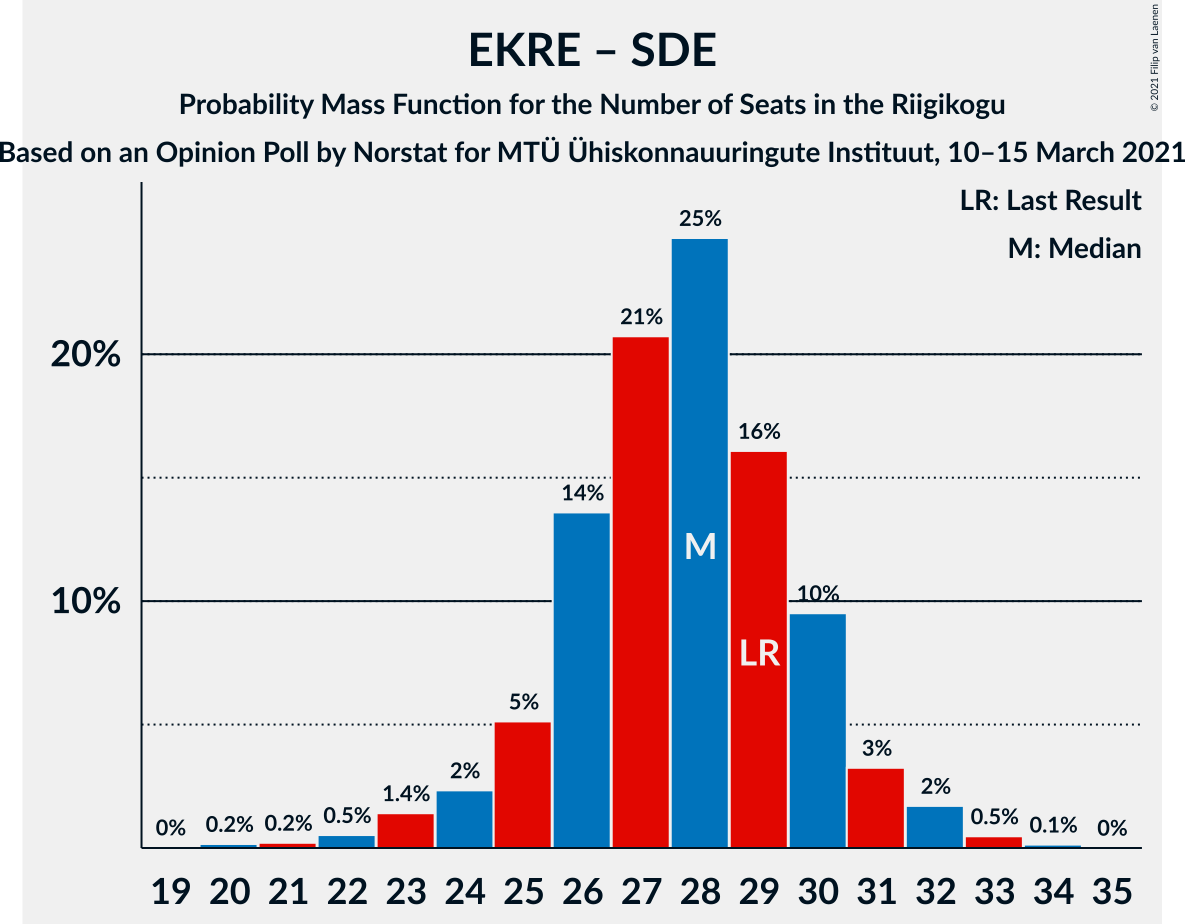 EKRE – SDE
Probability Mass Function for the Number of Seats in the Riigikogu
Based on an Opinion Poll by Norstat for MTÜ Ühiskonnauuringute Instituut, 10–15 March 2021
© 2021 Filip van Laenen
LR: Last Result
M: Median
20%
10%
0% 0.2% 0.2% 0.5% 1.4% 2% 5% 14% 21% 25% 16% 10% 3% 2% 0.5% 0.1% 0%
M
LR
19 20 21 22 23 24 25 26 27 28 29 30 31 32 33 34 35